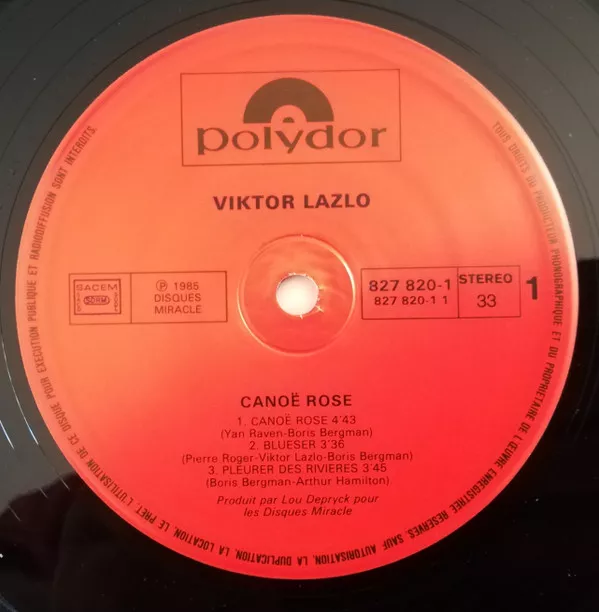 polydor
VIKTOR LAZLO
SACEM
SDRM
℗ 1985
DISQUES
MIRACLE
827 820-1
827 820-1 1
STEREO
33
1
CANOË ROSE
1. CANOË ROSE 4'43
(Yan Raven-Boris Bergman)
2. BLUESER 3'36
(Pierre Roger-Viktor Lazlo-Boris Bergman)
3. PLEURER DES RIVIERES 3'45
(Boris Bergman-Arthur Hamilton)
Produit par Lou Depryck pour
les Disques Miracle
TOUS DROITS DU PRODUCTEUR PHONOGRAPHIQUE ET DU PROPRIETAIRE DE L'ŒUVRE ENREGISTREE RESERVES. SAUF AUTORISATION, LA DUPLICATION, LA LOCATION, LE PRET, L'UTILISATION DE CE DISQUE POUR EXECUTION PUBLIQUE ET RADIODIFFUSION SONT INTERDITS.